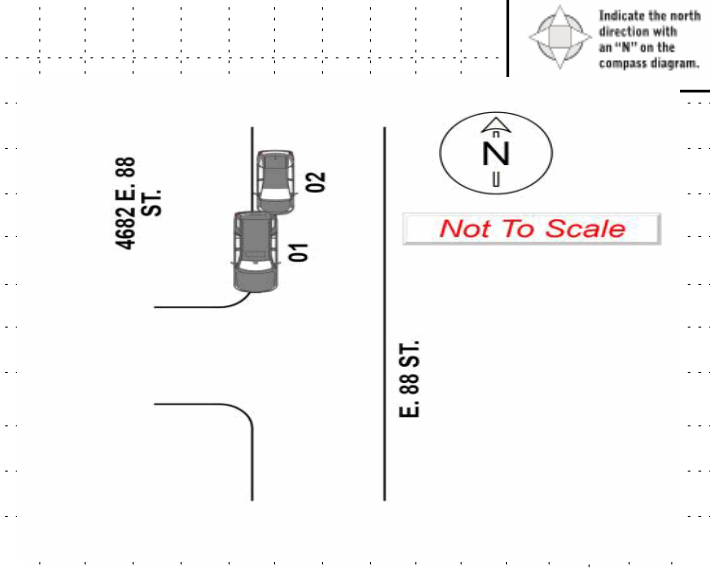 Indicate the north
direction with
an “N” on the
compass diagram.
N
Not To Scale
4682 E. 88
ST.
02
01
E. 88 ST.